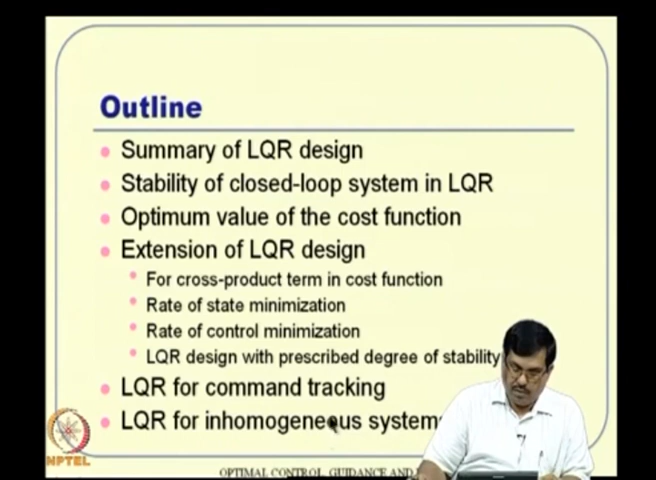 Outline
Summary of LQR design
Stability of closed-loop system in LQR
Optimum value of the cost function
Extension of LQR design
For cross-product term in cost function
Rate of state minimization
Rate of control minimization
LQR design with prescribed degree of stability
LQR for command tracking
LQR for inhomogeneous systems
NPTEL
OPTIMAL CONTROL, GUIDANCE AND